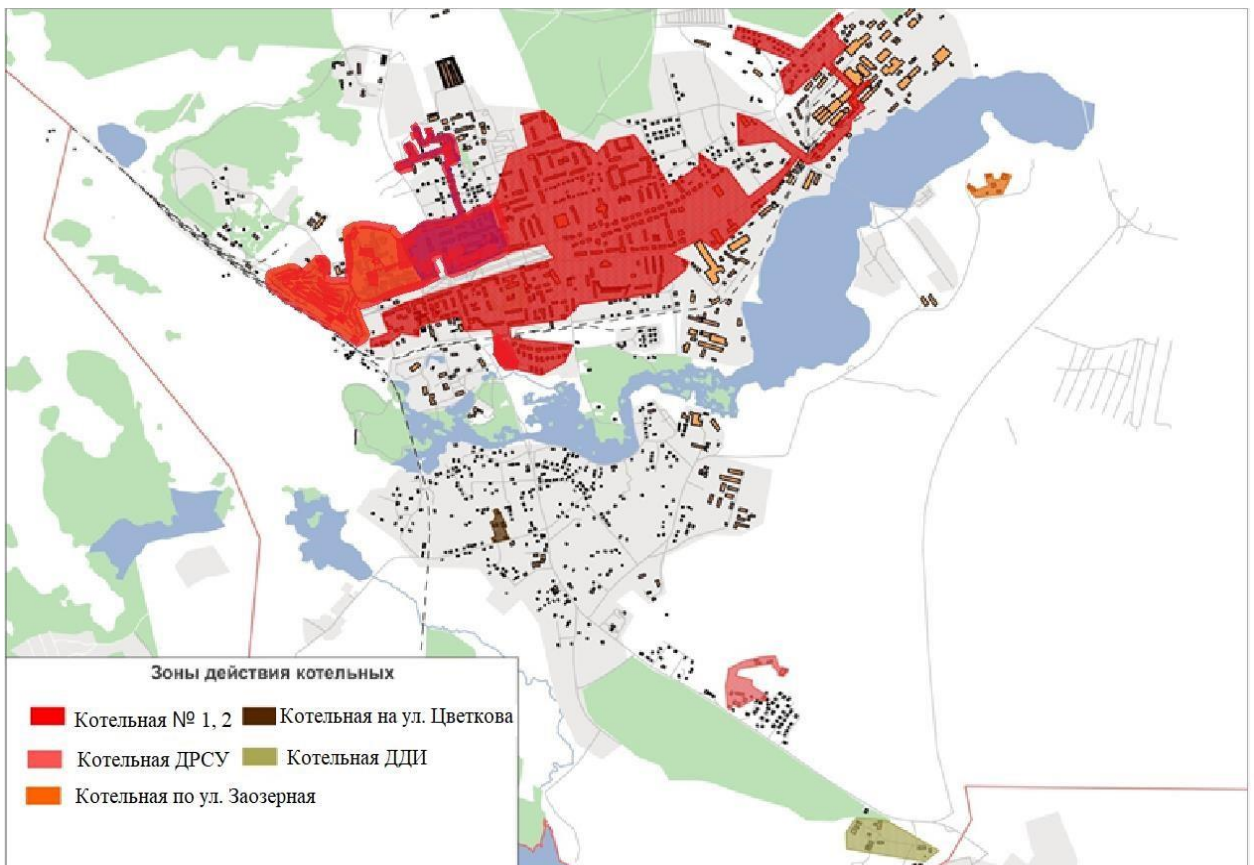 Зоны действия котельных
Котельная № 1, 2
Котельная на ул. Цветкова
Котельная ДРСУ
Котельная ДДИ
Котельная по ул. Заозерная